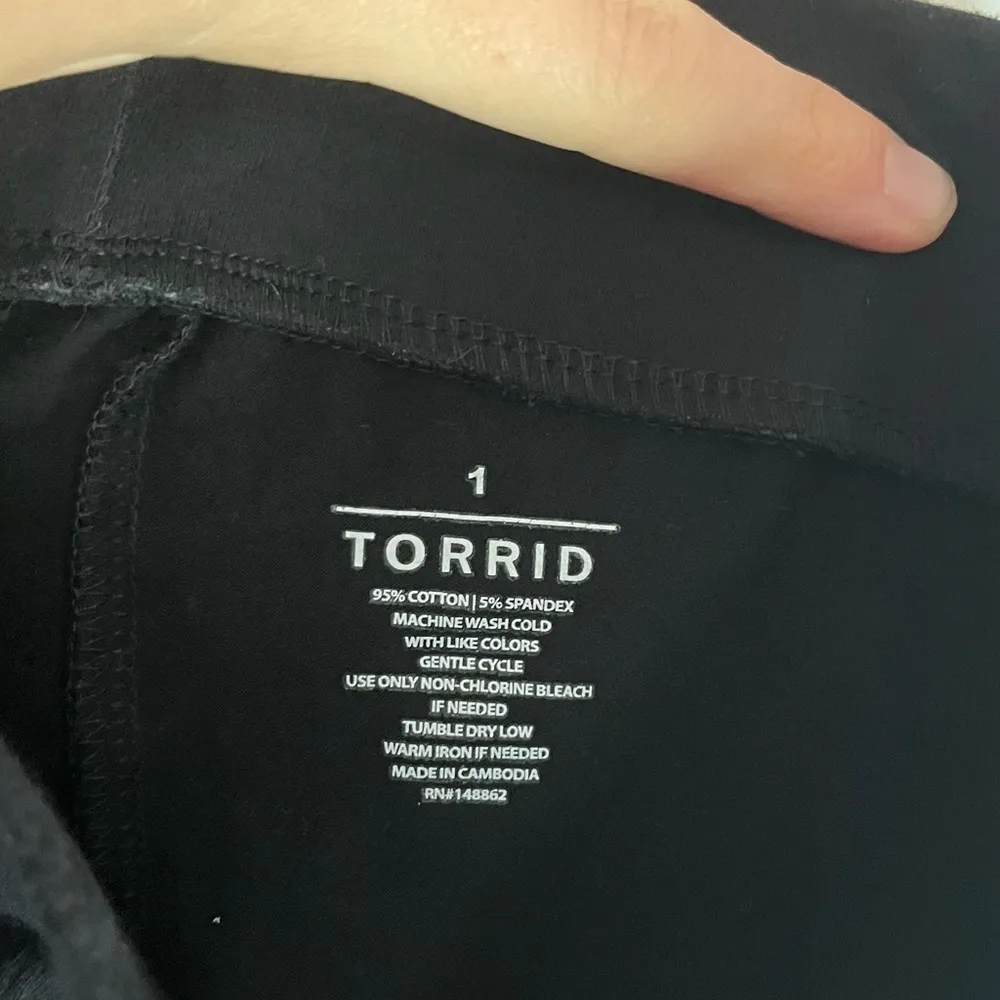 1
TORRID
95% COTTON | 5% SPANDEX
MACHINE WASH COLD
WITH LIKE COLORS
GENTLE CYCLE
USE ONLY NON-CHLORINE BLEACH
IF NEEDED
TUMBLE DRY LOW
WARM IRON IF NEEDED
MADE IN CAMBODIA
RN#148862